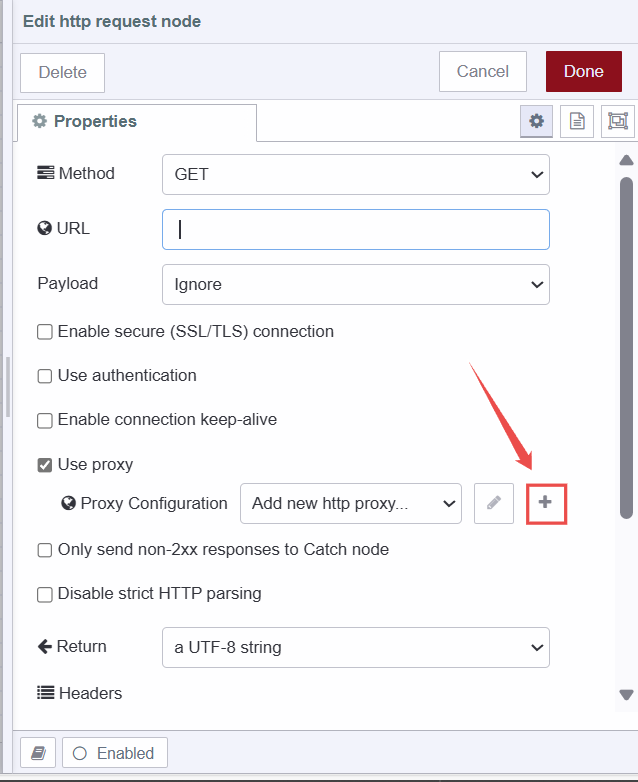 Edit http request node
Delete
Cancel
Done
Properties
Method
GET
URL
Payload
Ignore
Enable secure (SSL/TLS) connection
Use authentication
Enable connection keep-alive
Use proxy
Proxy Configuration
Add new http proxy...
Only send non-2xx responses to Catch node
Disable strict HTTP parsing
Return
a UTF-8 string
Headers
Enabled